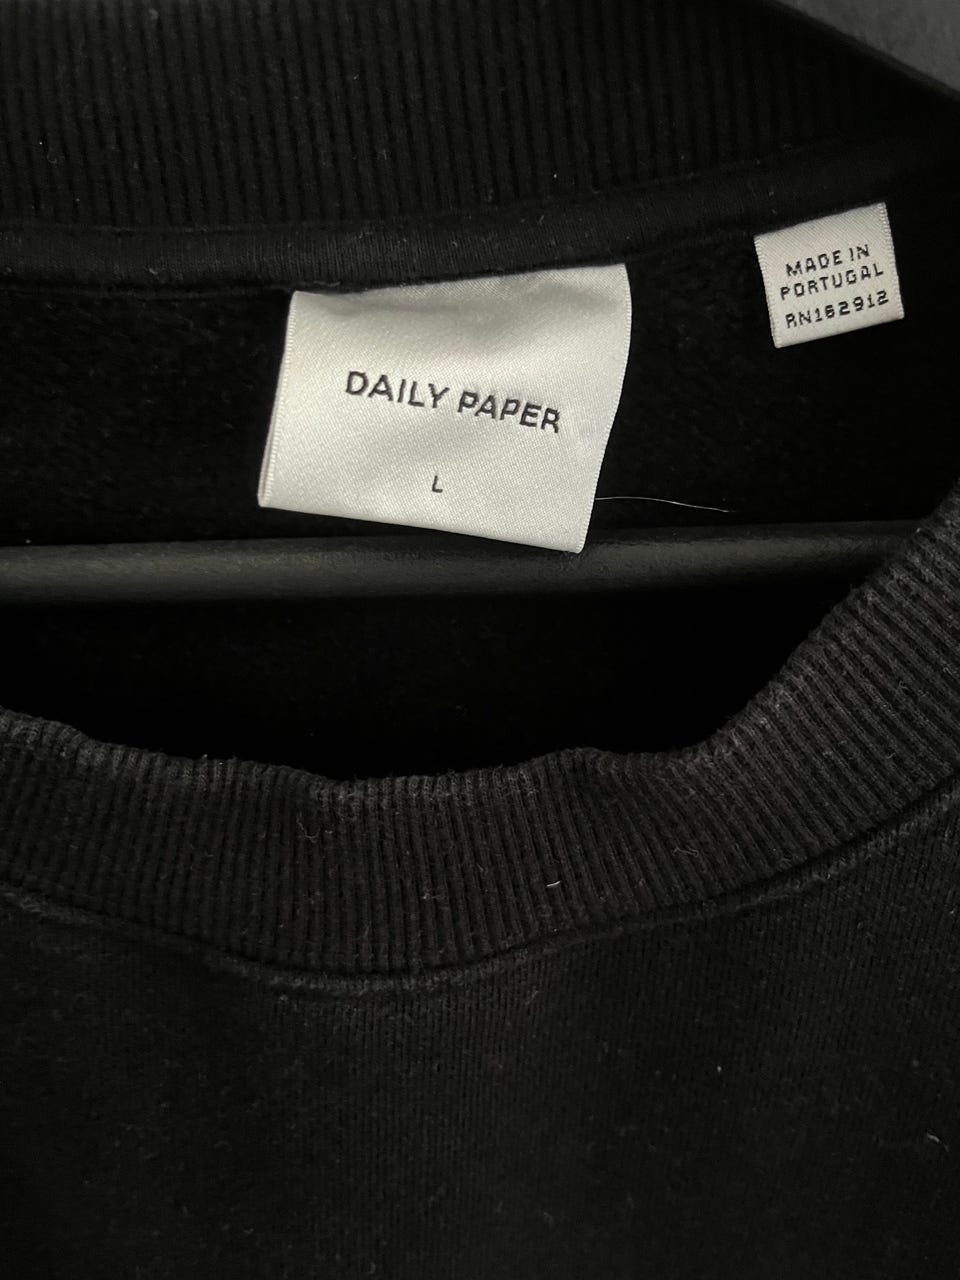 DAILY PAPER
L
MADE IN
PORTUGAL
RN162912